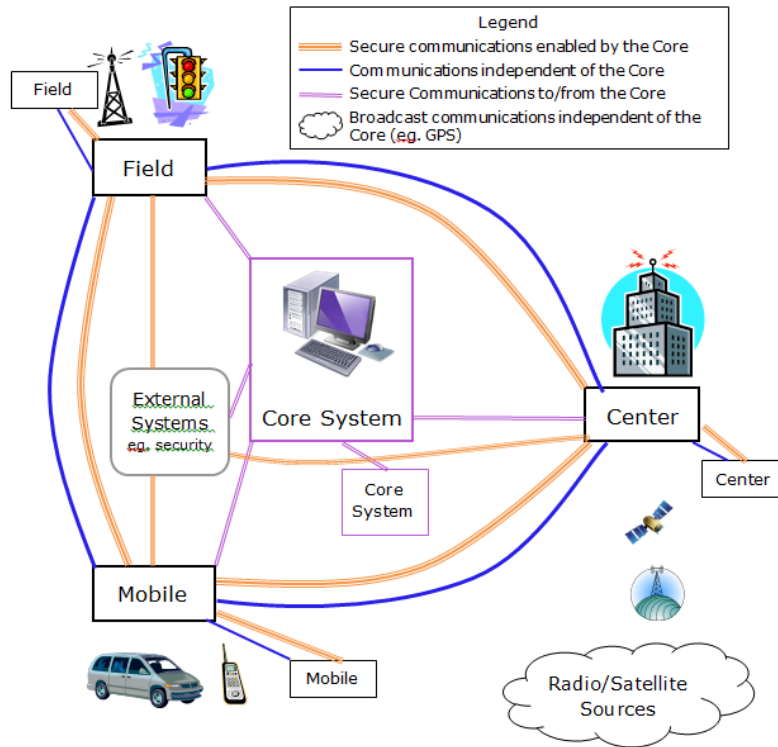 Legend
Secure communications enabled by the Core
Communications independent of the Core
Secure Communications to/from the Core
Broadcast communications independent of the
Core (eg. GPS)
Field
Field
External
Systems
eg. security
Core System
Core
System
Center
Center
Mobile
Mobile
Radio/Satellite
Sources